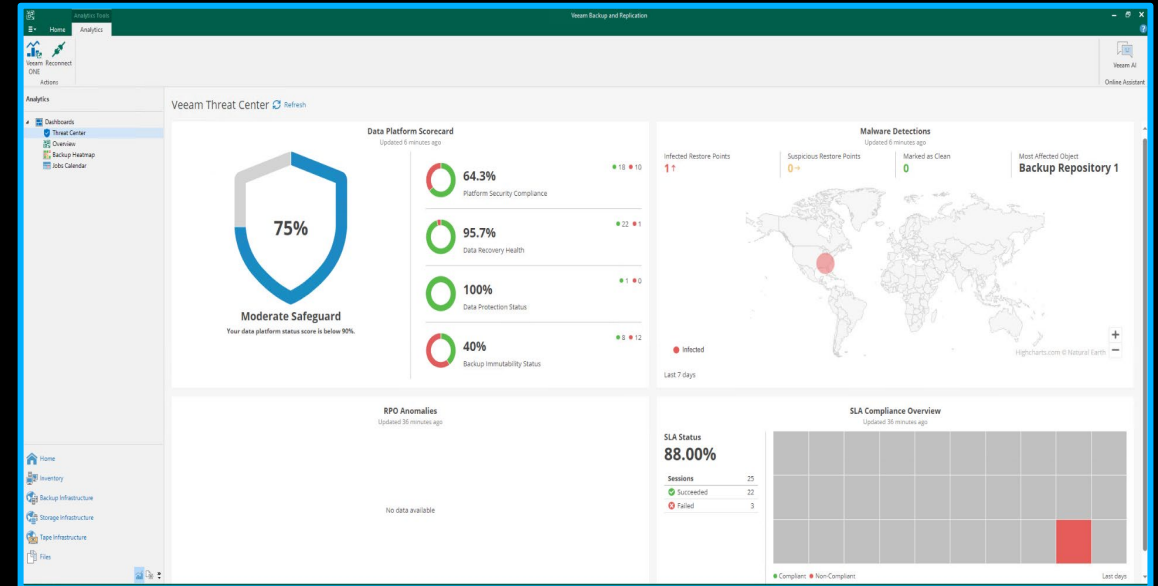 Analytics Tools
Veeam Backup and Replication
Home
Analytics
Veeam ONE
Reconnect
Actions
Veeam AI
Online Assistant
Analytics
Dashboards
Threat Center
Overview
Backup Heatmap
Jobs Calendar
Home
Inventory
Backup Infrastructure
Storage Infrastructure
Tape Infrastructure
Files
Veeam Threat Center
Refresh
Data Platform Scorecard
Updated 6 minutes ago
75%
Moderate Safeguard
Your data platform status score is below 90%.
64.3%
18 10
Platform Security Compliance
95.7%
22 1
Data Recovery Health
100%
1 0
Data Protection Status
40%
8 12
Backup Immutability Status
Malware Detections
Updated 6 minutes ago
Infected Restore Points
1↑
Suspicious Restore Points
0→
Marked as Clean
0
Most Affected Object
Backup Repository 1
+
−
Infected
Highcharts.com © Natural Earth
Last 7 days
RPO Anomalies
Updated 36 minutes ago
No data available
SLA Compliance Overview
Updated 36 minutes ago
SLA Status
88.00%
Sessions 25
Succeeded 22
Failed 3
Compliant Non-Compliant
Last days